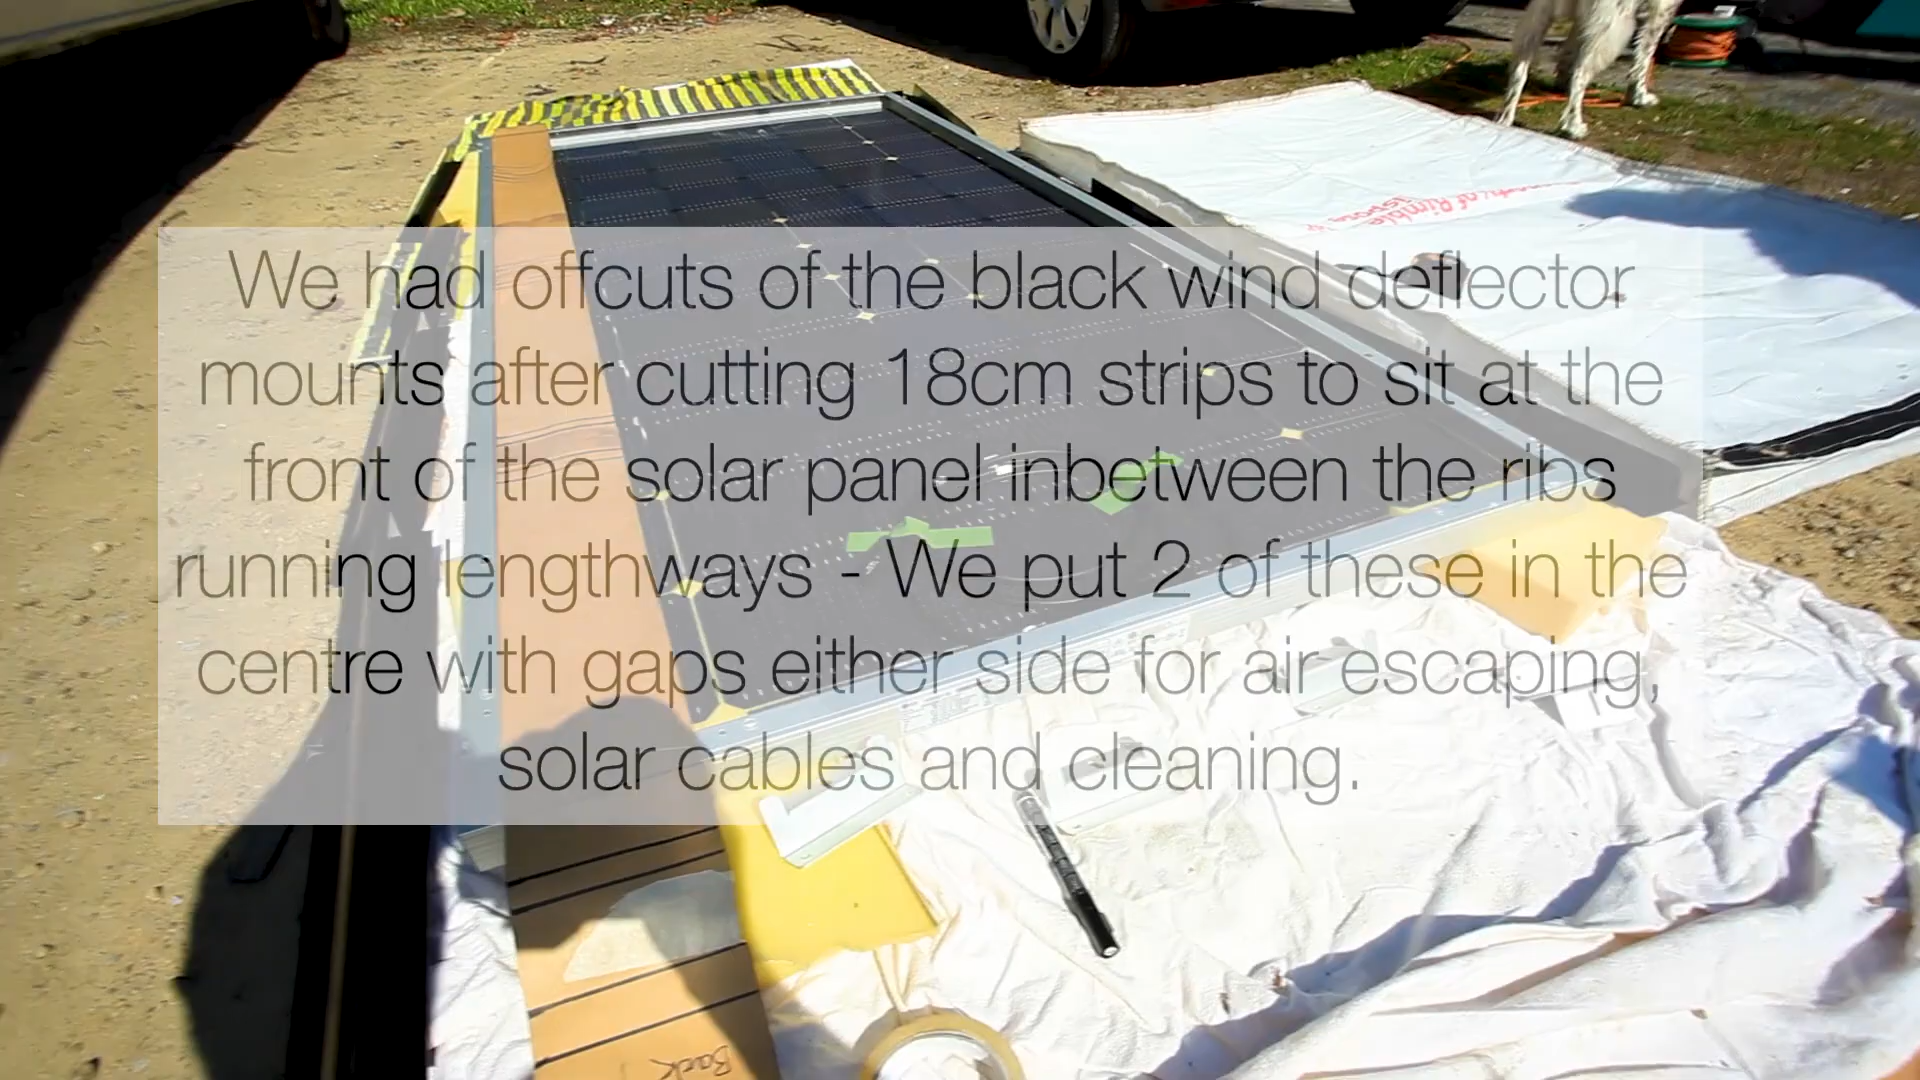 We had offcuts of the black wind deflector
mounts after cutting 18cm strips to sit at the
front of the solar panel inbetween the ribs
running lengthways - We put 2 of these in the
centre with gaps either side for air escaping,
solar cables and cleaning.
Back